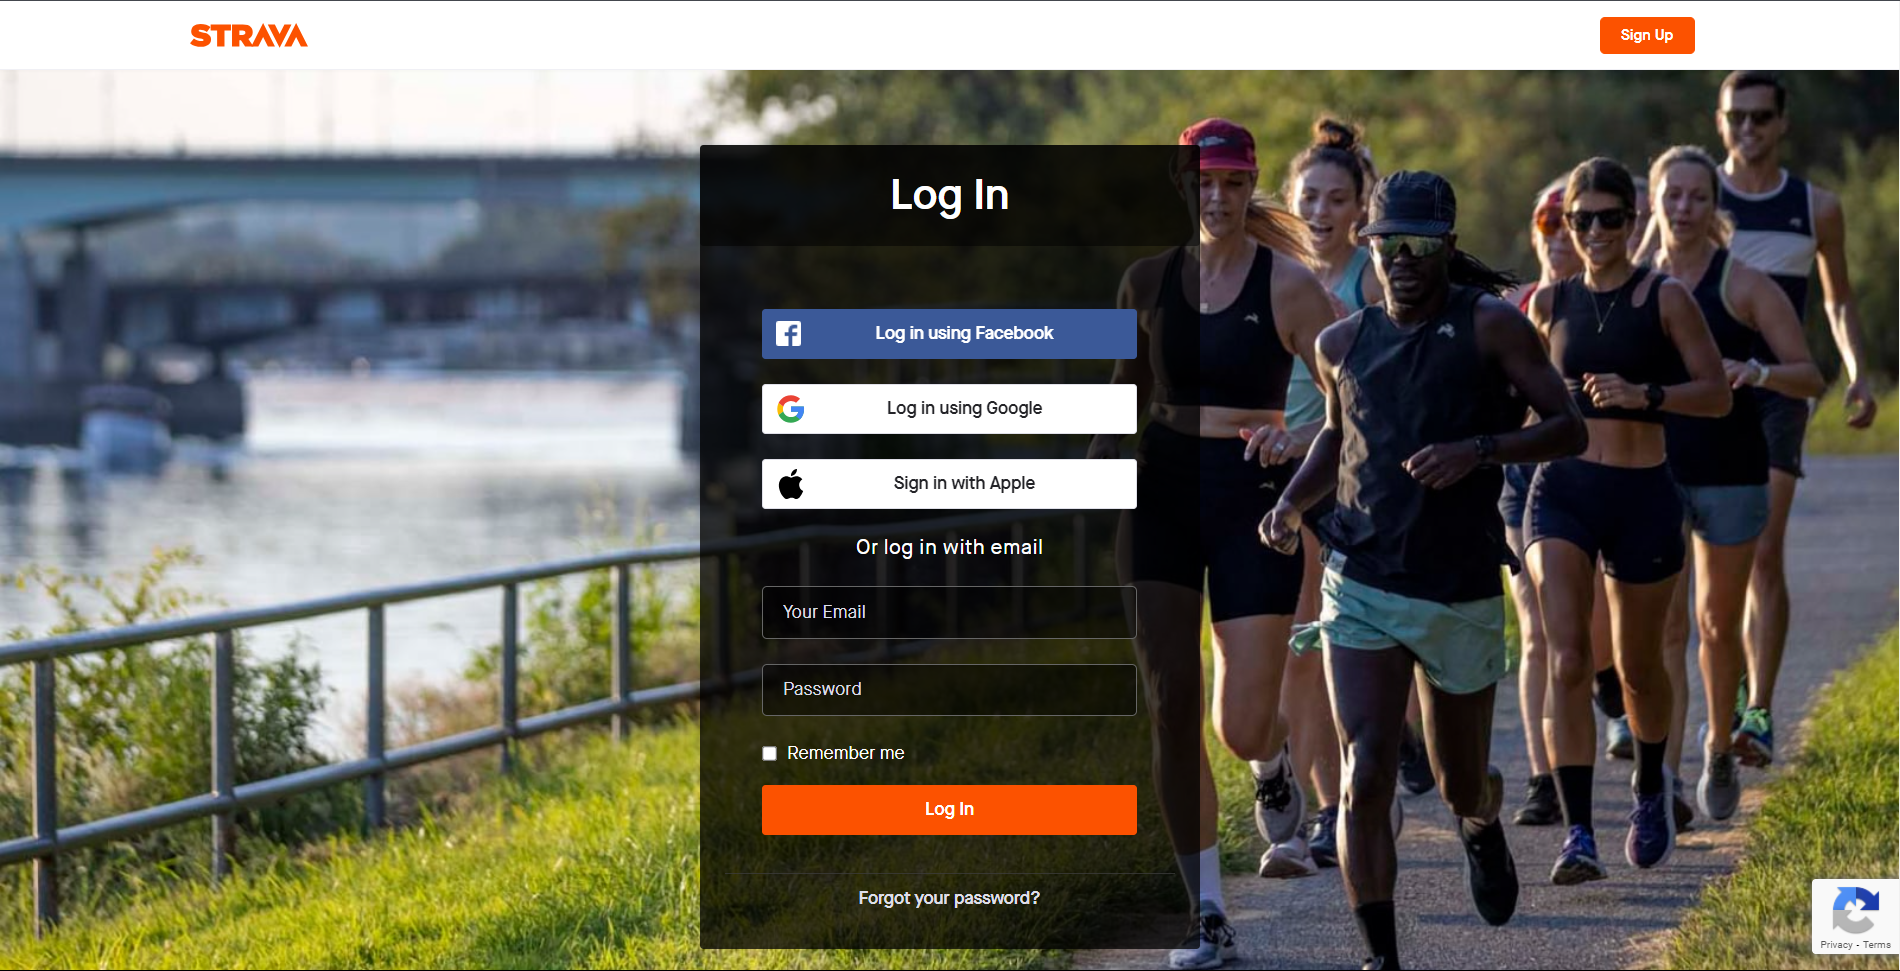 STRAVA
Sign Up
Log In
Log in using Facebook
Log in using Google
Sign in with Apple
Or log in with email
Your Email
Password
Remember me
Log In
Forgot your password?
Privacy - Terms